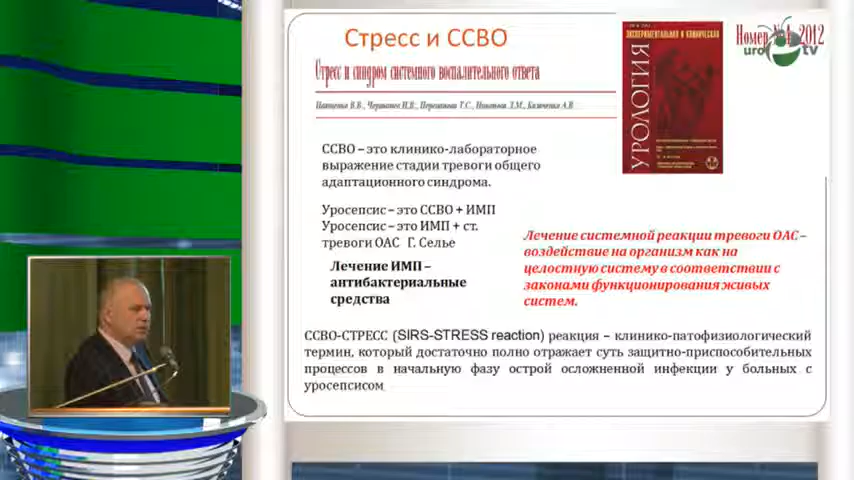 Стресс и ССВО
Стресс и синдром системного воспалительного ответа
ЭКСПЕРИМЕНТАЛЬНАЯ И КЛИНИЧЕСКАЯ
УРОЛОГИЯ
Номер №4, 2012
uro tv
ССВО – это клинико-лабораторное
выражение стадии тревоги общего
адаптационного синдрома.
Уросепсис – это ССВО + ИМП
Уросепсис – это ИМП + ст.
тревоги ОАС Г. Селье
Лечение ИМП –
антибактериальные
средства
Лечение системной реакции тревоги ОАС –
воздействие на организм как на
целостную систему в соответствии с
законами функционирования живых
систем.
ССВО-СТРЕСС (SIRS-STRESS reaction) реакция – клинико-патофизиологический
термин, который достаточно полно отражает суть защитно-приспособительных
процессов в начальную фазу острой осложненной инфекции у больных с
уросепсисом